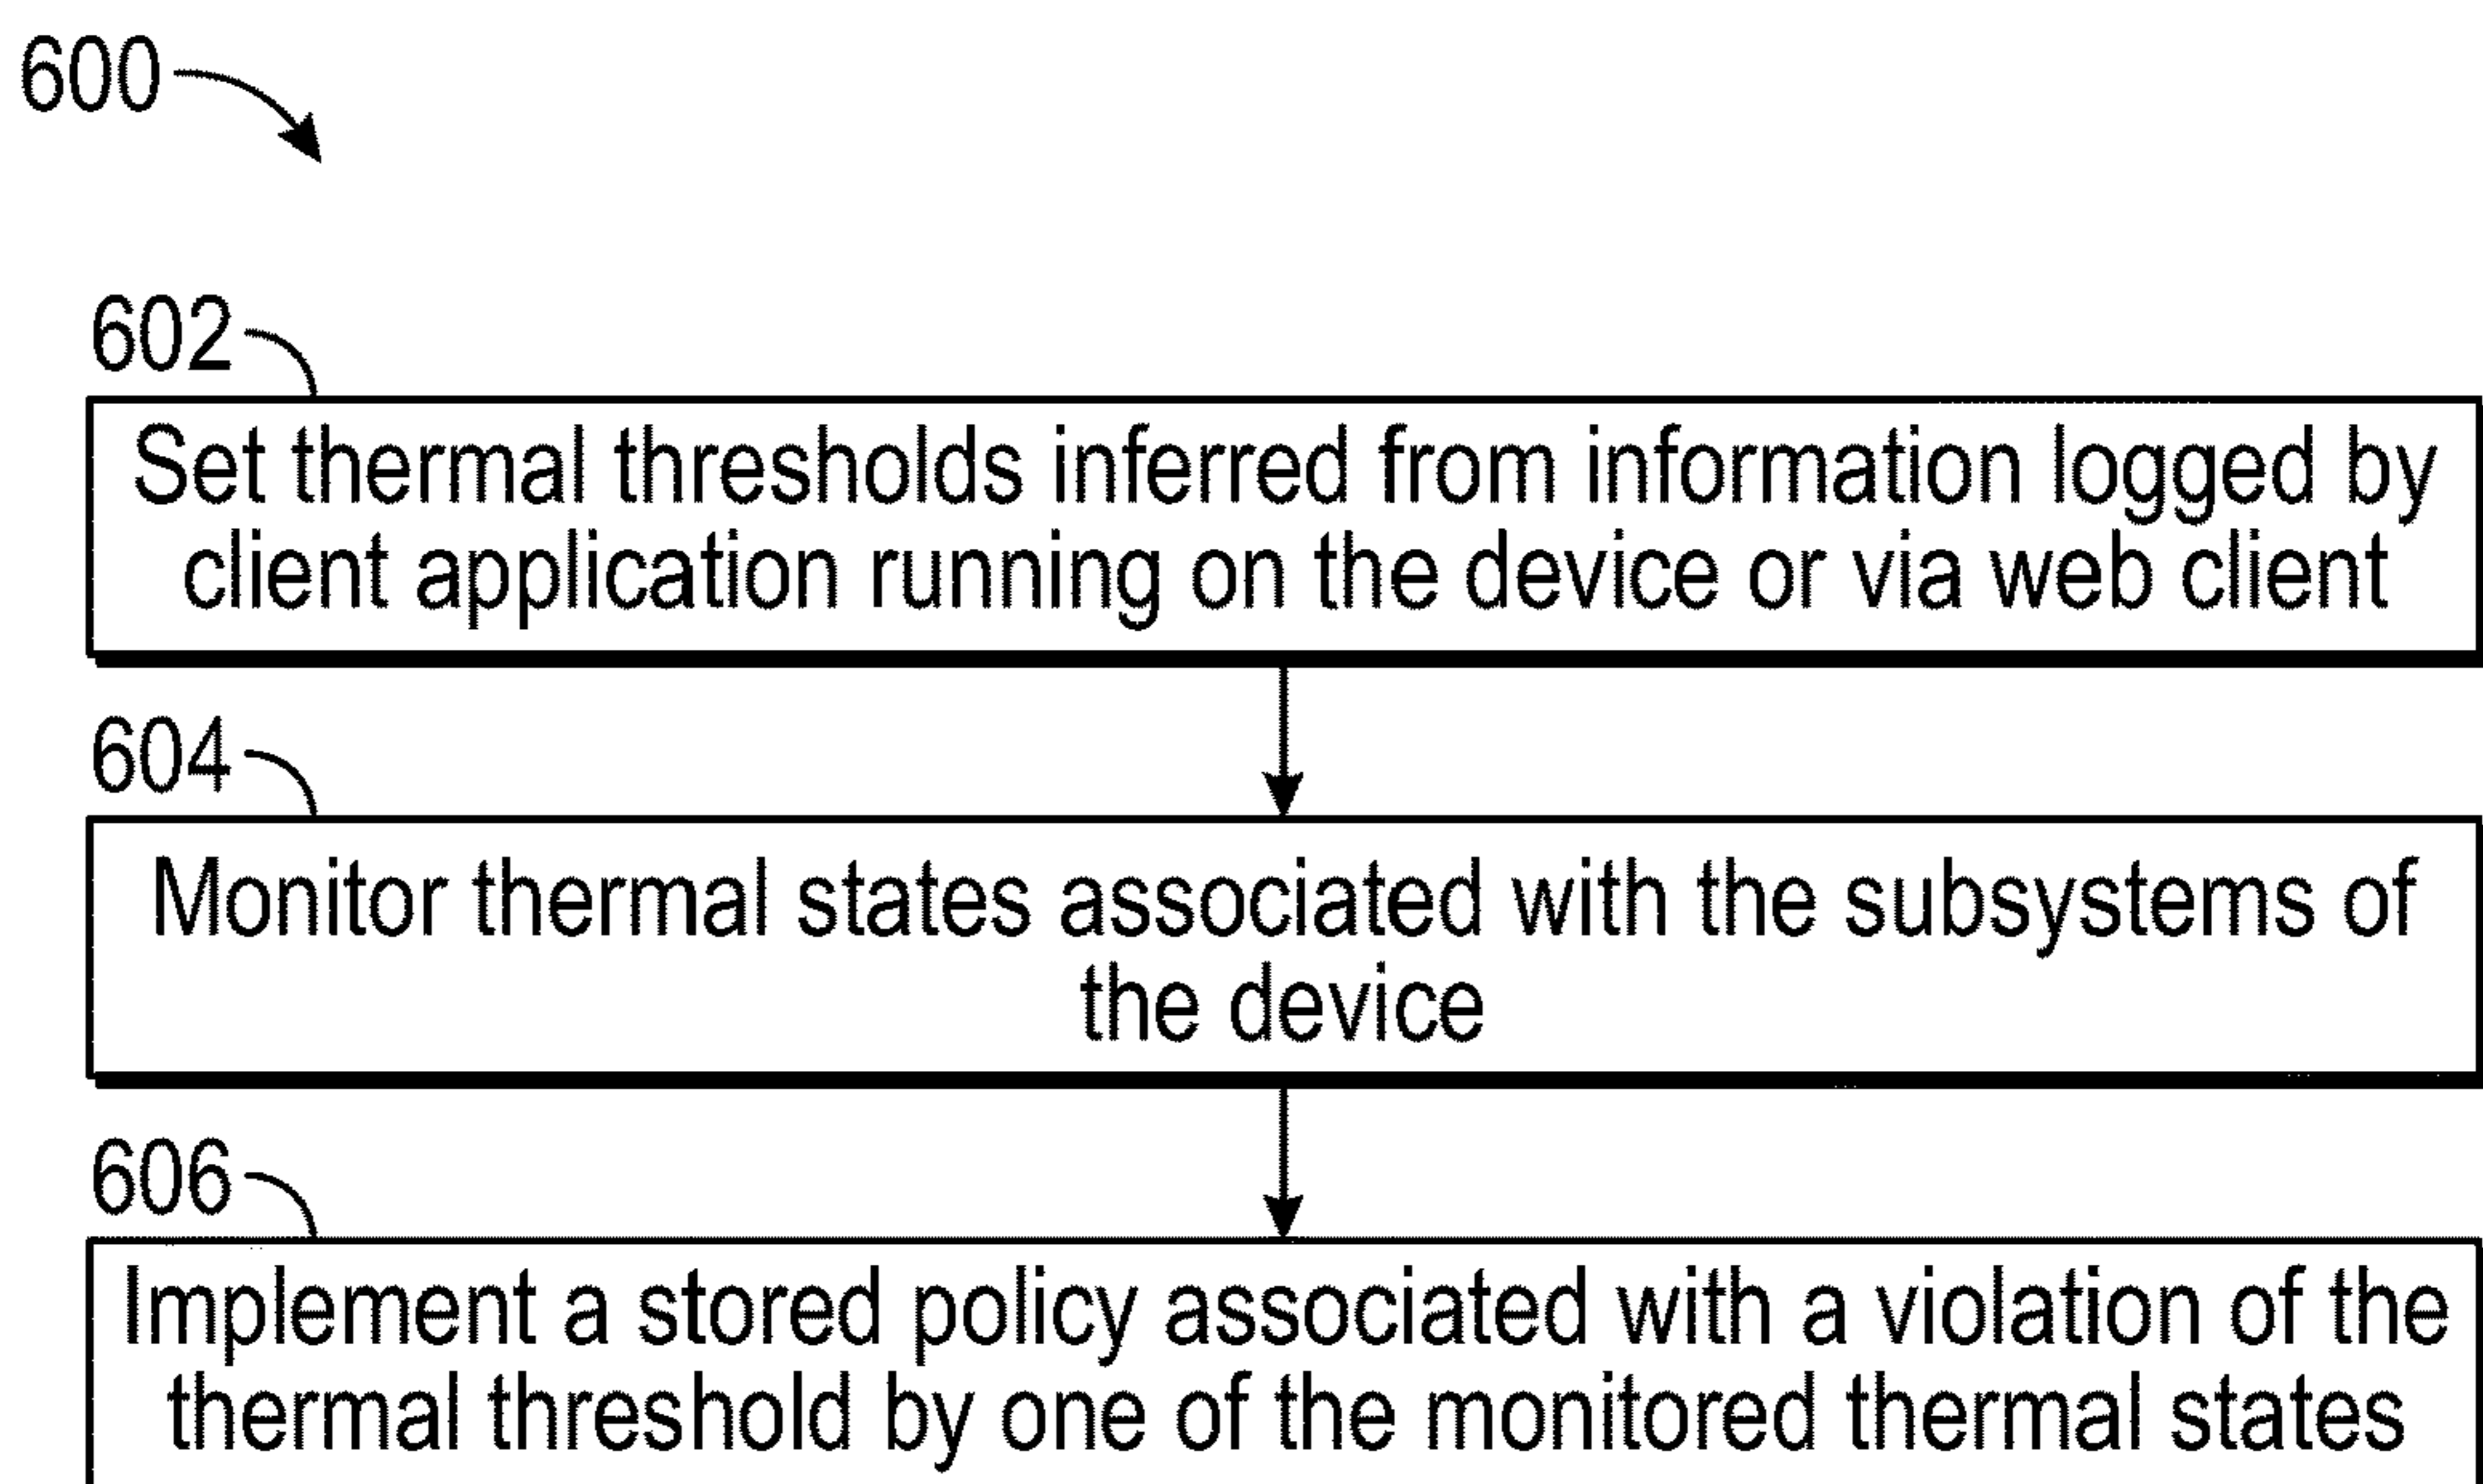 600
602
Set thermal thresholds inferred from information logged by
client application running on the device or via web client
604
Monitor thermal states associated with the subsystems of
the device
606
Implement a stored policy associated with a violation of the
thermal threshold by one of the monitored thermal states